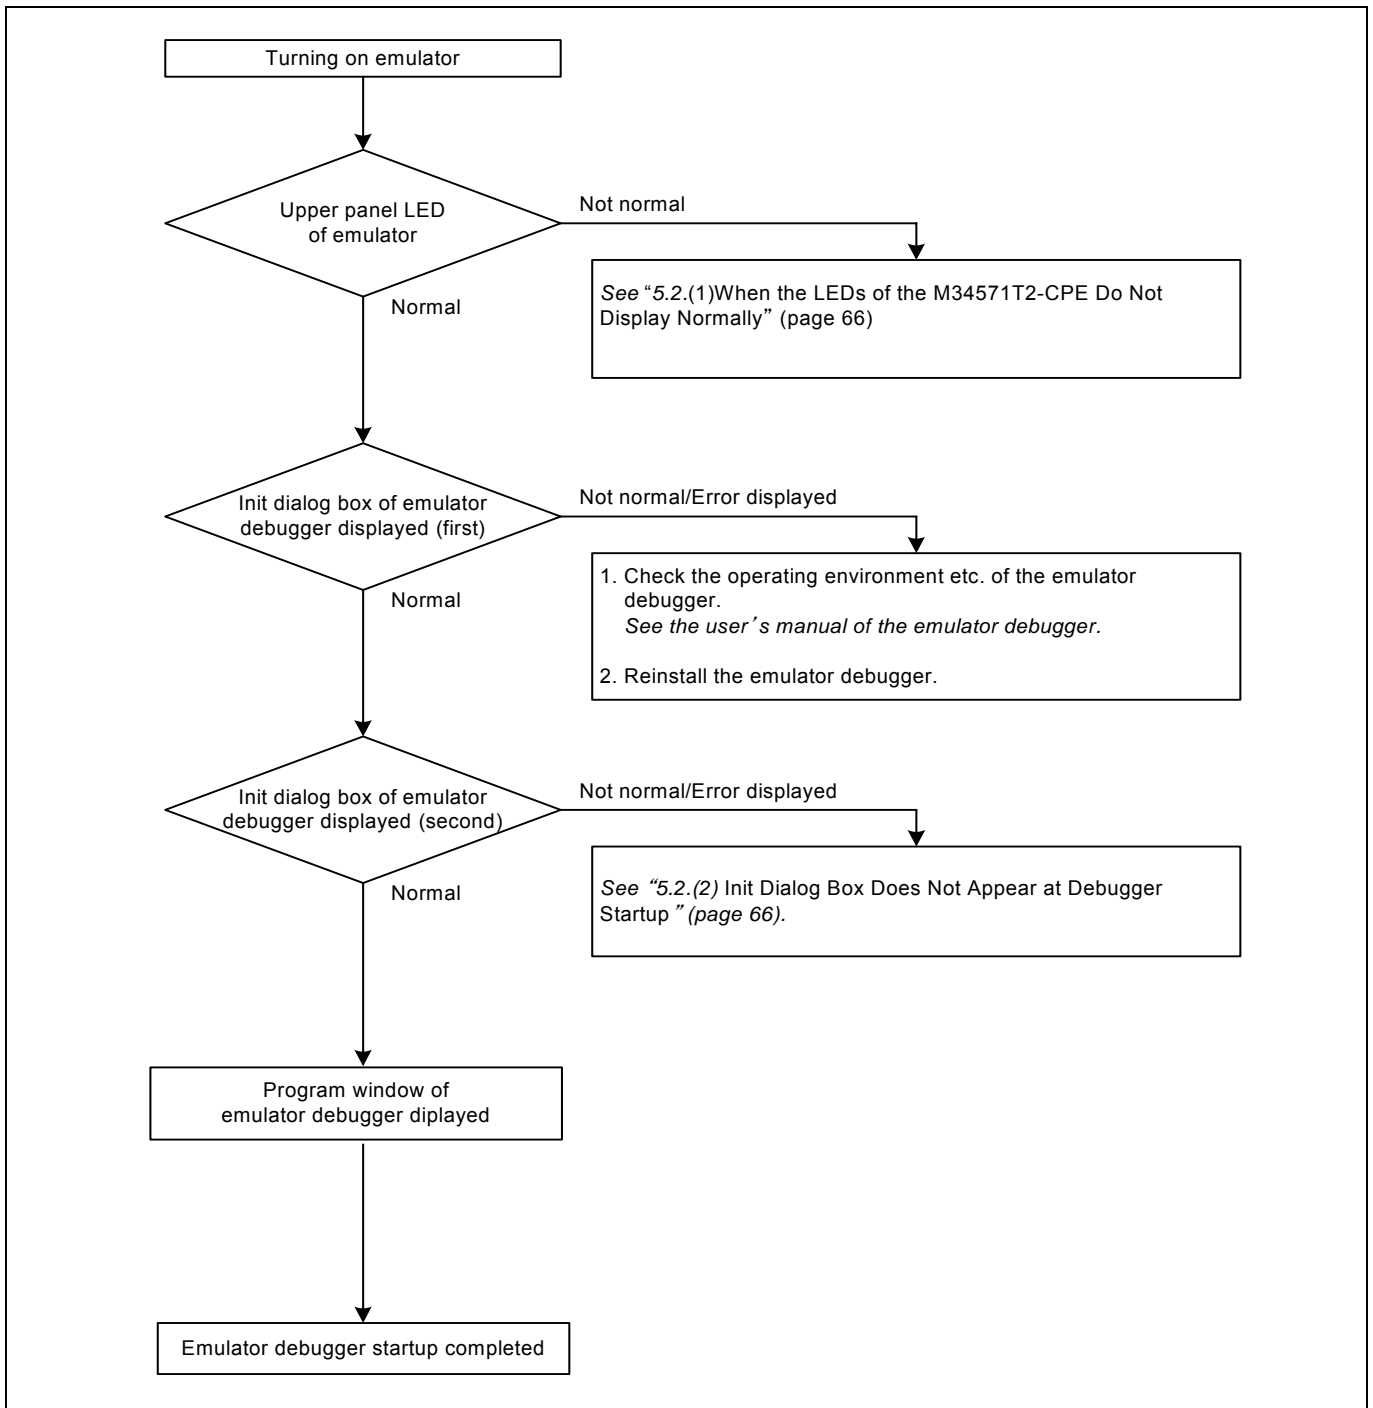 Turning on emulator
Upper panel LED
of emulator
Not normal
See “5.2.(1)When the LEDs of the M34571T2-CPE Do Not
Display Normally” (page 66)
Normal
Init dialog box of emulator
debugger displayed (first)
Not normal/Error displayed
1. Check the operating environment etc. of the emulator
debugger.
See the user’s manual of the emulator debugger.
2. Reinstall the emulator debugger.
Normal
Init dialog box of emulator
debugger displayed (second)
Not normal/Error displayed
See “5.2.(2) Init Dialog Box Does Not Appear at Debugger
Startup ” (page 66).
Normal
Program window of
emulator debugger diplayed
Emulator debugger startup completed